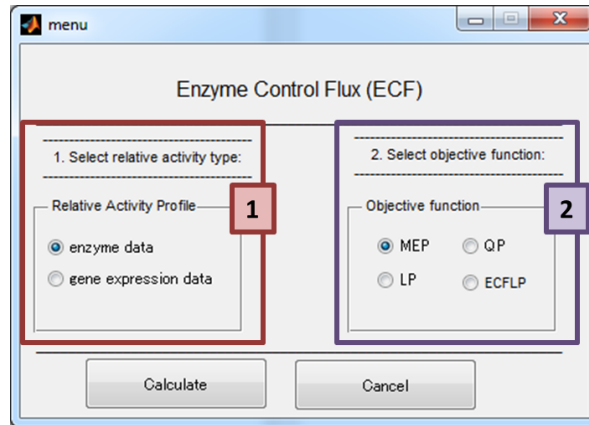 menu
Enzyme Control Flux (ECF)
1. Select relative activity type:
Relative Activity Profile
1
enzyme data
gene expression data
2. Select objective function:
Objective function
2
MEP
QP
LP
ECFLP
Calculate
Cancel